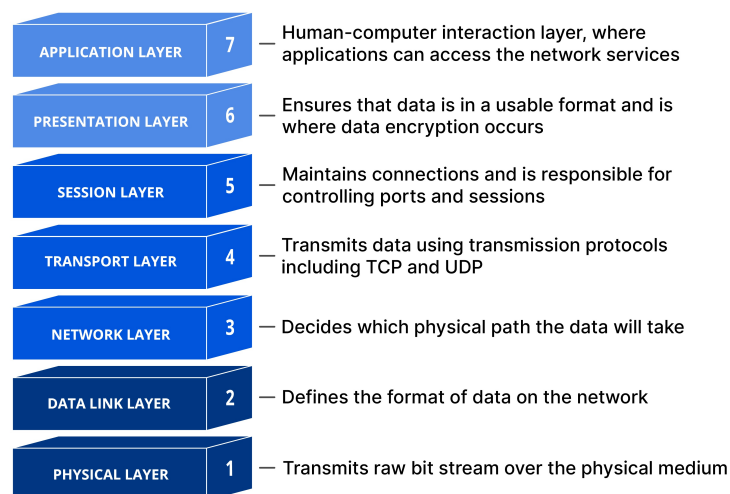 APPLICATION LAYER
7
Human-computer interaction layer, where
applications can access the network services
PRESENTATION LAYER
6
Ensures that data is in a usable format and is
where data encryption occurs
SESSION LAYER
5
Maintains connections and is responsible for
controlling ports and sessions
TRANSPORT LAYER
4
Transmits data using transmission protocols
including TCP and UDP
NETWORK LAYER
3
Decides which physical path the data will take
DATA LINK LAYER
2
Defines the format of data on the network
PHYSICAL LAYER
1
Transmits raw bit stream over the physical medium